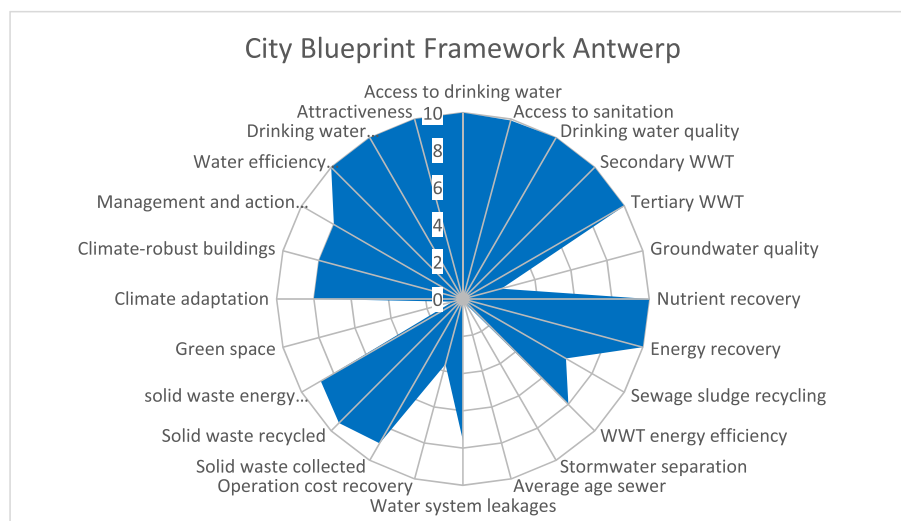 City Blueprint Framework Antwerp
Access to drinking water
Access to sanitation
Drinking water quality
Secondary WWT
Tertiary WWT
Groundwater quality
Nutrient recovery
Energy recovery
Sewage sludge recycling
WWT energy efficiency
Stormwater separation
Average age sewer
Water system leakages
Operation cost recovery
Solid waste collected
Solid waste recycled
solid waste energy…
Green space
Climate adaptation
Climate-robust buildings
Management and action…
Water efficiency
Drinking water…
Attractiveness
10
8
6
4
2
0